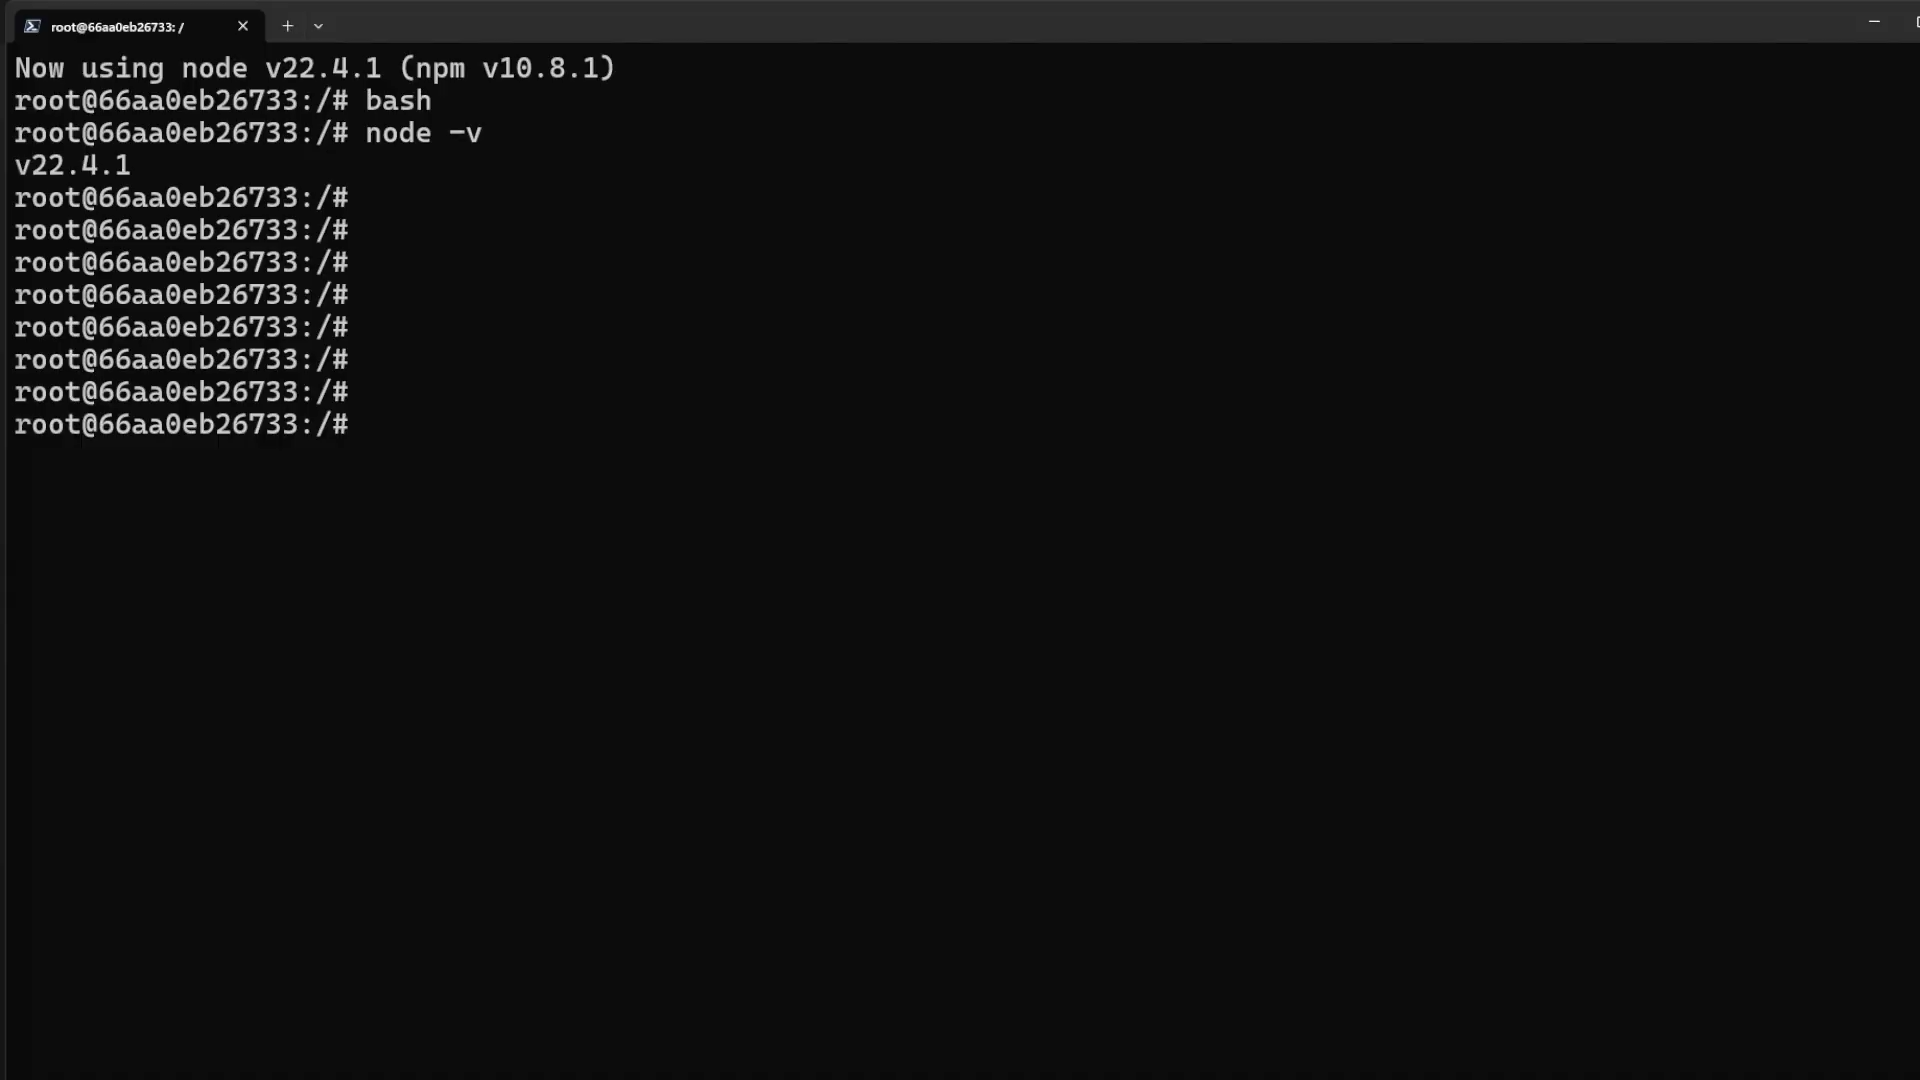 root@66aa0eb26733: /
Now using node v22.4.1 (npm v10.8.1)
root@66aa0eb26733:/# bash
root@66aa0eb26733:/# node -v
v22.4.1
root@66aa0eb26733:/#
root@66aa0eb26733:/#
root@66aa0eb26733:/#
root@66aa0eb26733:/#
root@66aa0eb26733:/#
root@66aa0eb26733:/#
root@66aa0eb26733:/#
root@66aa0eb26733:/#